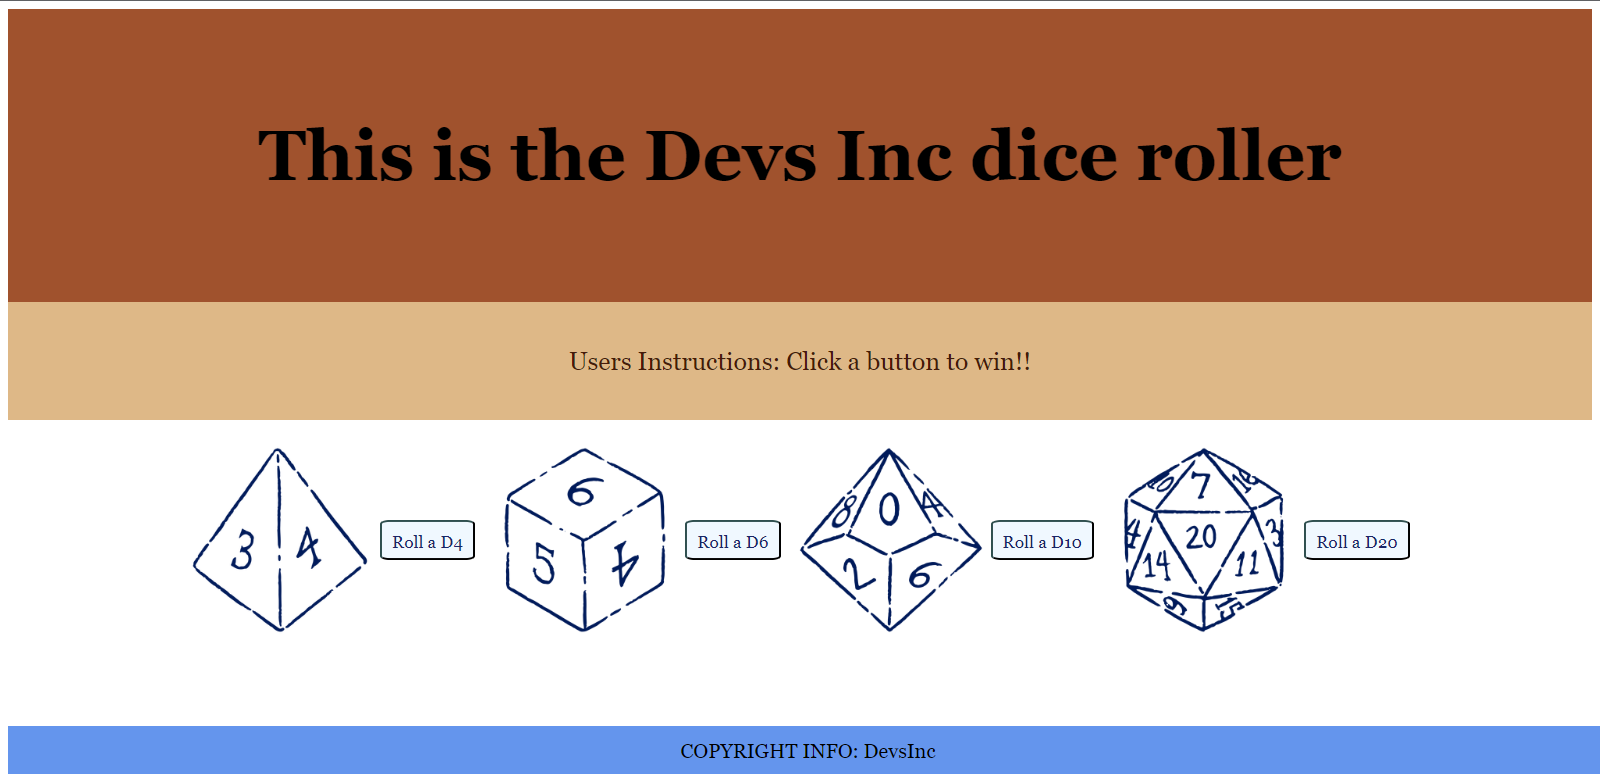 This is the Devs Inc dice roller
Users Instructions: Click a button to win!!
3 4
Roll a D4
6
5 4
Roll a D6
8 0 4
2 6
Roll a D10
7
20
14 11
Roll a D20
COPYRIGHT INFO: DevsInc